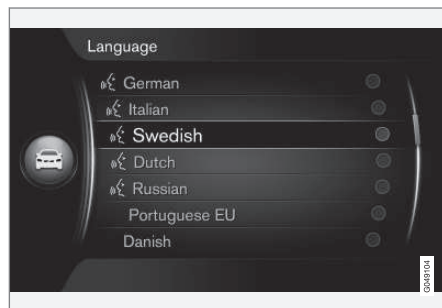 Language
German
Italian
Swedish
Dutch
Russian
Portuguese EU
Danish
G049104